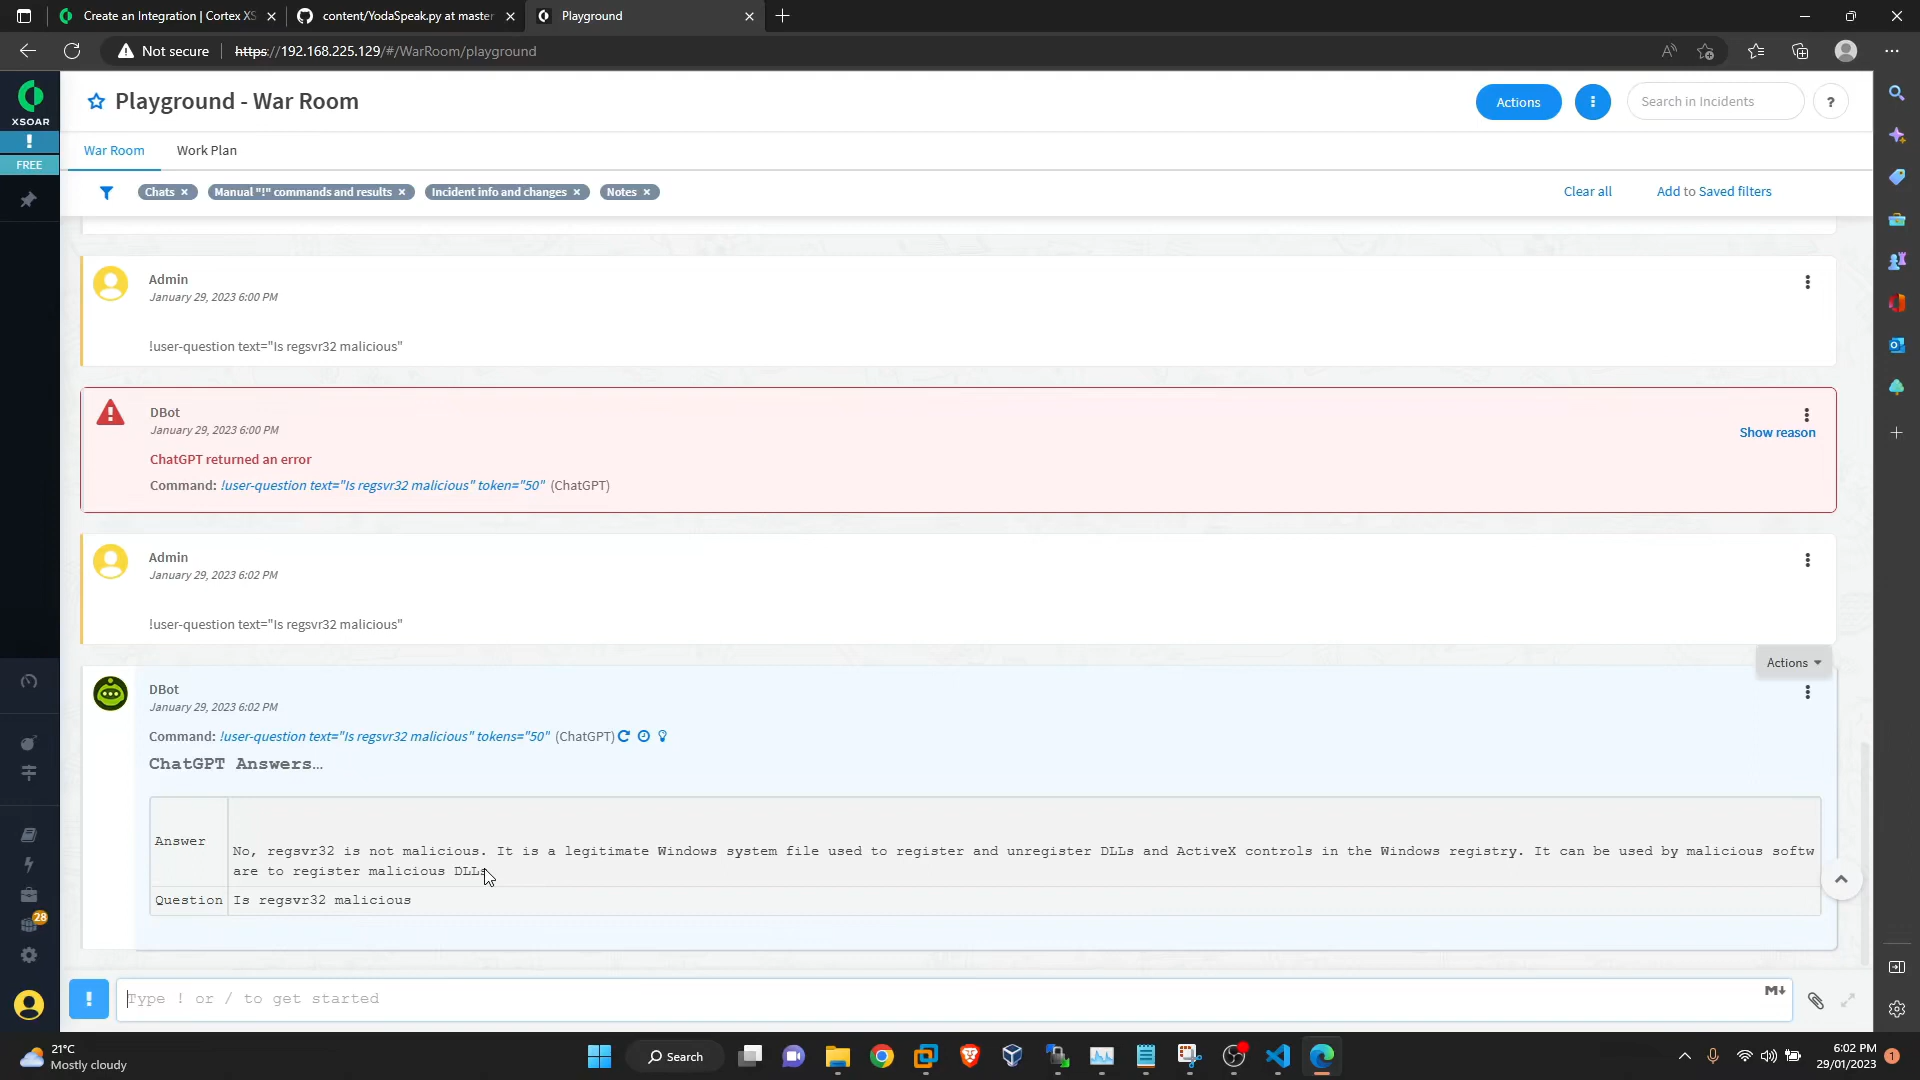 Create an Integration | Cortex XS
content/YodaSpeak.py at master
Playground
Not secure
https://192.168.225.129/#/WarRoom/playground
XSOAR
!
FREE
Playground - War Room
Actions
Search in Incidents
?
War Room
Work Plan
Chats ×
Manual "!" commands and results ×
Incident info and changes ×
Notes ×
Clear all
Add to Saved filters
Admin
January 29, 2023 6:00 PM
!user-question text="Is regsvr32 malicious"
DBot
January 29, 2023 6:00 PM
Show reason
ChatGPT returned an error
Command: !user-question text="Is regsvr32 malicious" token="50" (ChatGPT)
Admin
January 29, 2023 6:02 PM
!user-question text="Is regsvr32 malicious"
Actions
DBot
January 29, 2023 6:02 PM
Command: !user-question text="Is regsvr32 malicious" tokens="50" (ChatGPT)
ChatGPT Answers…
Answer
No, regsvr32 is not malicious. It is a legitimate Windows system file used to register and unregister DLLs and ActiveX controls in the Windows registry. It can be used by malicious softw
are to register malicious DLLs
Question
Is regsvr32 malicious
28
!
Type ! or / to get started
M
21°C
Mostly cloudy
Search
6:02 PM
29/01/2023
1